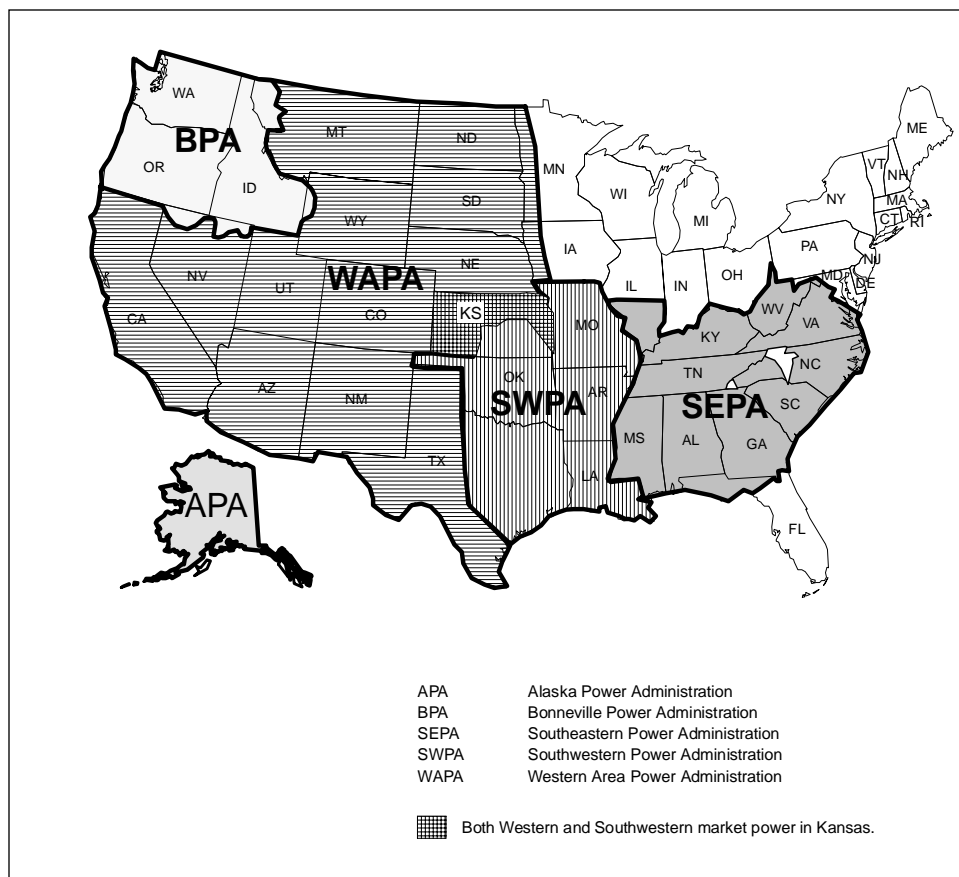 WA
ME
MT
ND
BPA
OR
VT
NH
MN
ID
WI
NY
MA
SD
MI
CT
RI
WY
IA
PA
NE
NJ
WAPA
NV
OH
MD
IL
IN
DE
UT
KS
WV
CO
CA
MO
VA
KY
NC
TN
OK
AZ
AR
NM
SWPA
SEPA
SC
MS
AL
GA
TX
LA
APA
FL
APA Alaska Power Administration
BPA Bonneville Power Administration
SEPA Southeastern Power Administration
SWPA Southwestern Power Administration
WAPA Western Area Power Administration
Both Western and Southwestern market power in Kansas.